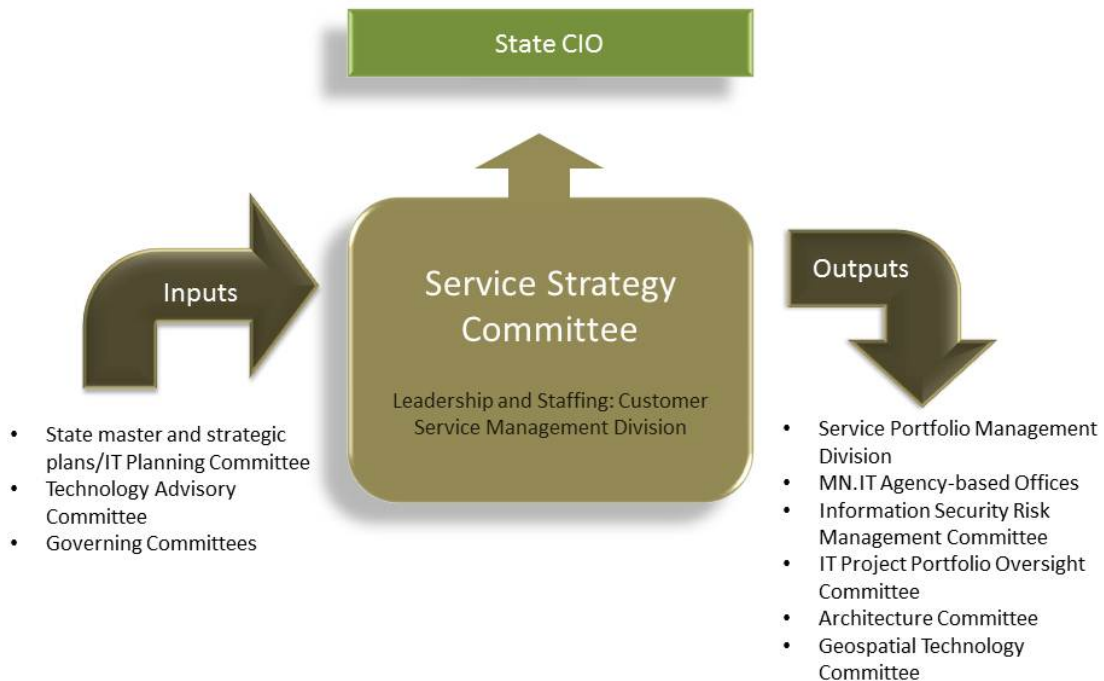 State CIO
Inputs
Service Strategy
Committee
Leadership and Staffing: Customer
Service Management Division
Outputs
• State master and strategic
plans/IT Planning Committee
• Technology Advisory
Committee
• Governing Committees
• Service Portfolio Management
Division
• MN.IT Agency-based Offices
• Information Security Risk
Management Committee
• IT Project Portfolio Oversight
Committee
• Architecture Committee
• Geospatial Technology
Committee